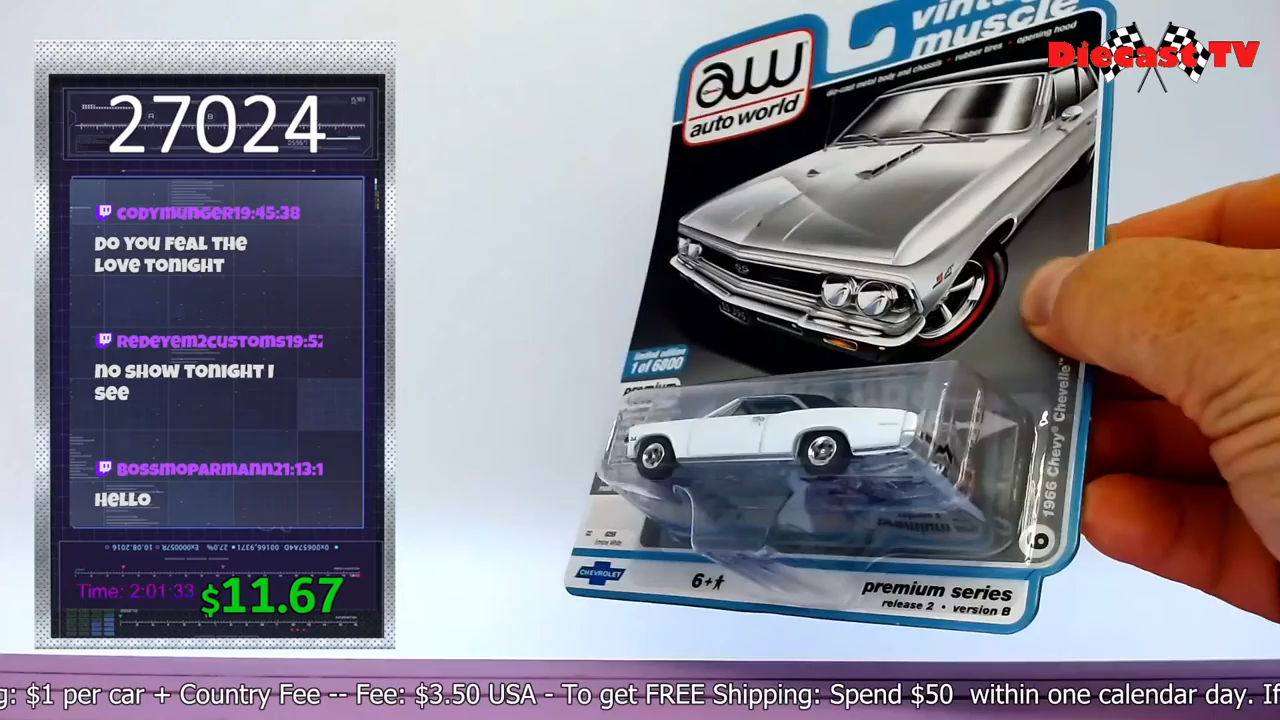 27024
codymunger19:45:38
Do you feal the
love tonight
Redeyem2customs19:52
no show tonight I
see
Bossmoparmann21:13:1
Hello
Time: 2:01:33
$11.67
vintage
muscle
die-cast metal body and chassis • rubber tires • opening hood
aw
auto world
Diecast TV
SS
limited edition
1 of 6800
premium
1966 Chevy® Chevelle™
CHEVROLET
6+
premium series
release 2 • version B
g: $1 per car + Country Fee -- Fee: $3.50 USA - To get FREE Shipping: Spend $50 within one calendar day. If